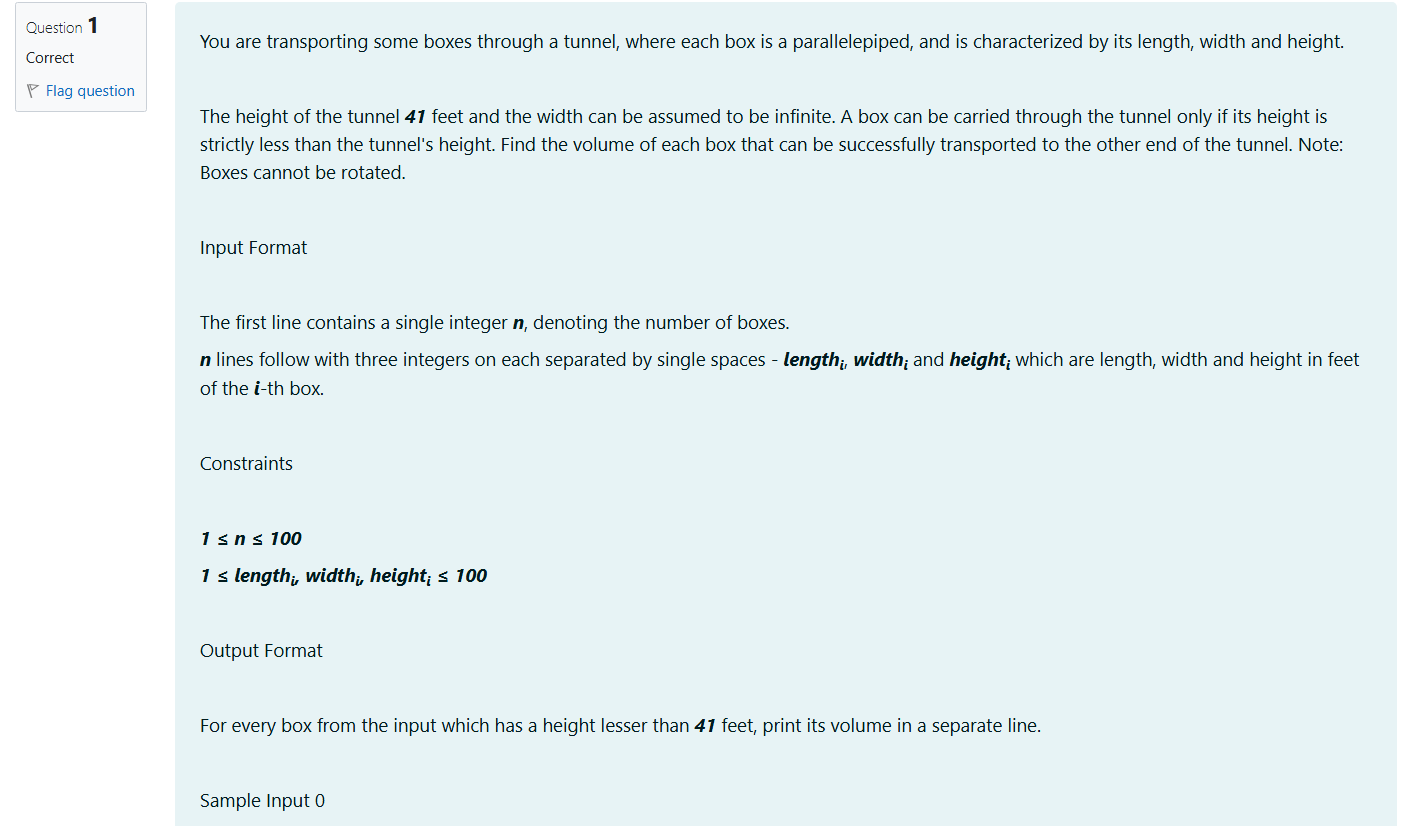 Question 1
Correct
Flag question
You are transporting some boxes through a tunnel, where each box is a parallelepiped, and is characterized by its length, width and height.
The height of the tunnel 41 feet and the width can be assumed to be infinite. A box can be carried through the tunnel only if its height is
strictly less than the tunnel's height. Find the volume of each box that can be successfully transported to the other end of the tunnel. Note:
Boxes cannot be rotated.
Input Format
The first line contains a single integer n, denoting the number of boxes.
n lines follow with three integers on each separated by single spaces - lengthᵢ, widthᵢ and heightᵢ which are length, width and height in feet
of the i-th box.
Constraints
1 ≤ n ≤ 100
1 ≤ lengthᵢ, widthᵢ, heightᵢ ≤ 100
Output Format
For every box from the input which has a height lesser than 41 feet, print its volume in a separate line.
Sample Input 0